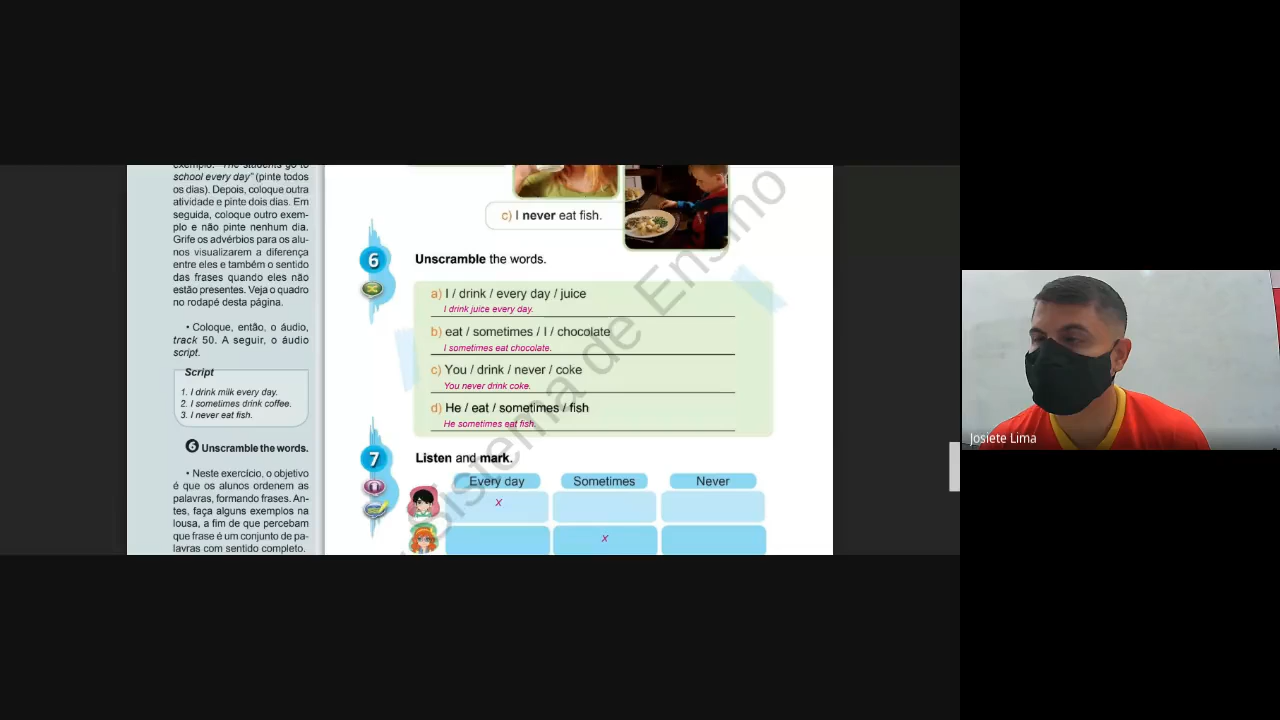 exemplo: "The students go to
school every day" (pinte todos
os dias). Depois, coloque outra
atividade e pinte dois dias. Em
seguida, coloque outro exem-
plo e não pinte nenhum dia.
Grife os advérbios para os alu-
nos visualizarem a diferença
entre eles e também o sentido
das frases quando eles não
estão presentes. Veja o quadro
no rodapé desta página.
• Coloque, então, o áudio,
track 50. A seguir, o áudio
script.
Script
1. I drink milk every day.
2. I sometimes drink coffee.
3. I never eat fish.
6 Unscramble the words.
• Neste exercício, o objetivo
é que os alunos ordenem as
palavras, formando frases. An-
tes, faça alguns exemplos na
lousa, a fim de que percebam
que frase é um conjunto de pa-
lavras com sentido completo.
c) I never eat fish.
6 Unscramble the words.
a) I / drink / every day / juice
I drink juice every day.
b) eat / sometimes / I / chocolate
I sometimes eat chocolate.
c) You / drink / never / coke
You never drink coke.
d) He / eat / sometimes / fish
He sometimes eat fish.
7 Listen and mark.
Every day Sometimes Never
x
x
Sistema de Ensino
Josiete Lima